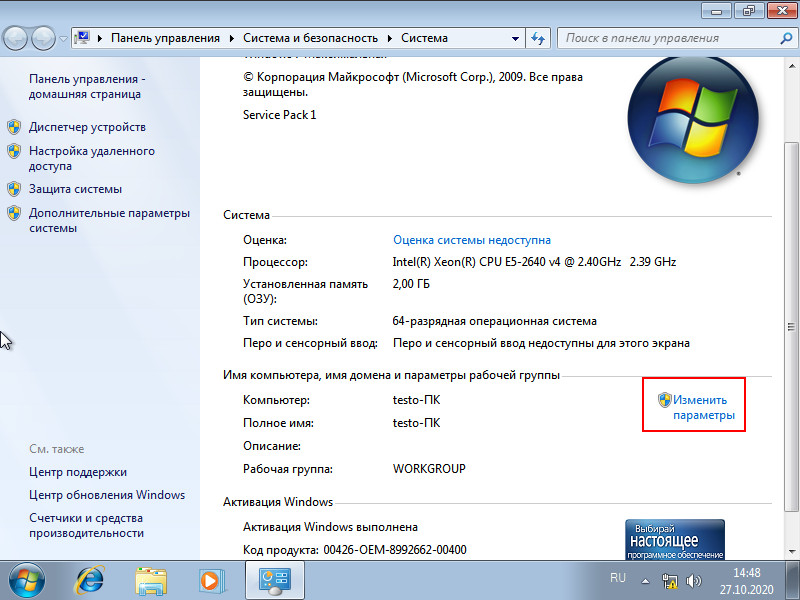 Панель управления
Система и безопасность
Система
Поиск в панели управления
Панель управления -
домашняя страница
Диспетчер устройств
Настройка удаленного
доступа
Защита системы
Дополнительные параметры
системы
См. также
Центр поддержки
Центр обновления Windows
Счетчики и средства
производительности
© Корпорация Майкрософт (Microsoft Corp.), 2009. Все права
защищены.
Service Pack 1
Система
Оценка: Оценка системы недоступна
Процессор: Intel(R) Xeon(R) CPU E5-2640 v4 @ 2.40GHz 2.39 GHz
Установленная память 2,00 ГБ
(ОЗУ):
Тип системы: 64-разрядная операционная система
Перо и сенсорный ввод: Перо и сенсорный ввод недоступны для этого экрана
Имя компьютера, имя домена и параметры рабочей группы
Компьютер: testo-ПК
Изменить
параметры
Полное имя: testo-ПК
Описание:
Рабочая группа: WORKGROUP
Активация Windows
Активация Windows выполнена
Код продукта: 00426-OEM-8992662-00400
Выбирай
настоящее
программное обеспечение
RU
14:48
27.10.2020